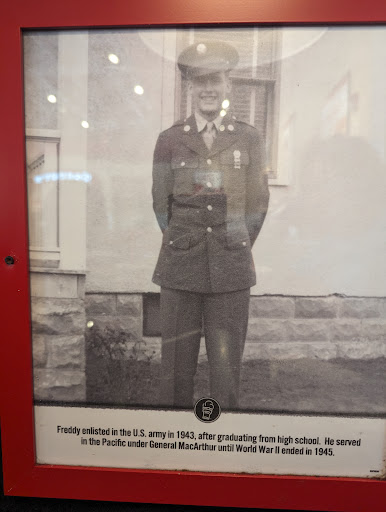 Freddy enlisted in the U.S. army in 1943, after graduating from high school. He served
in the Pacific under General MacArthur until World War II ended in 1945.